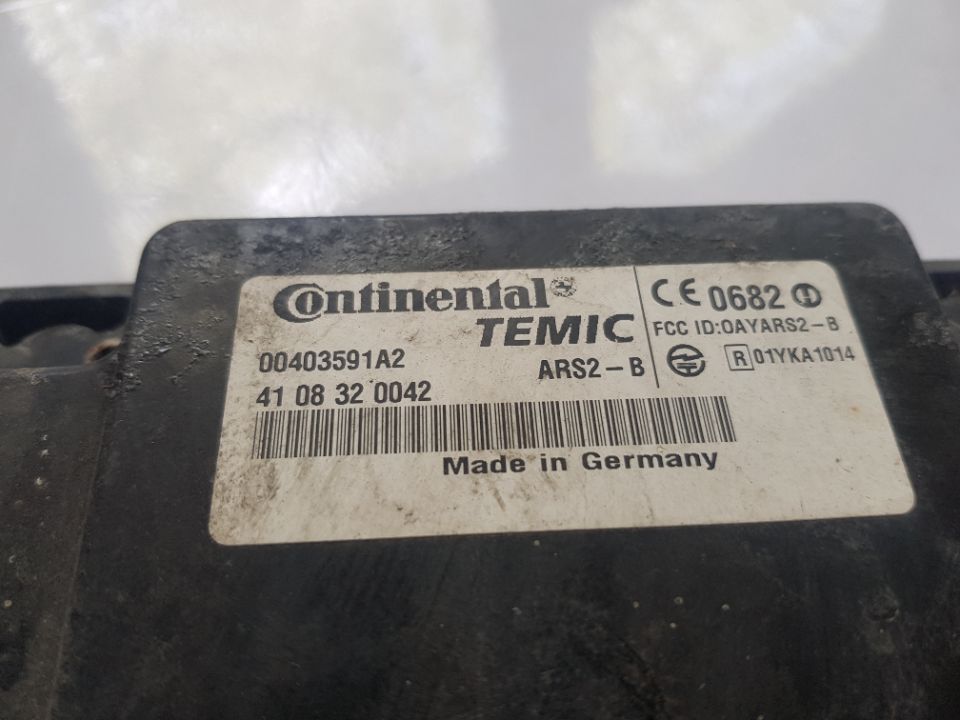 Continental
TEMIC
00403591A2
ARS2-B
41 08 32 0042
Made in Germany
CE 0682
FCC ID:OAYARS2-B
R 01YKA1014